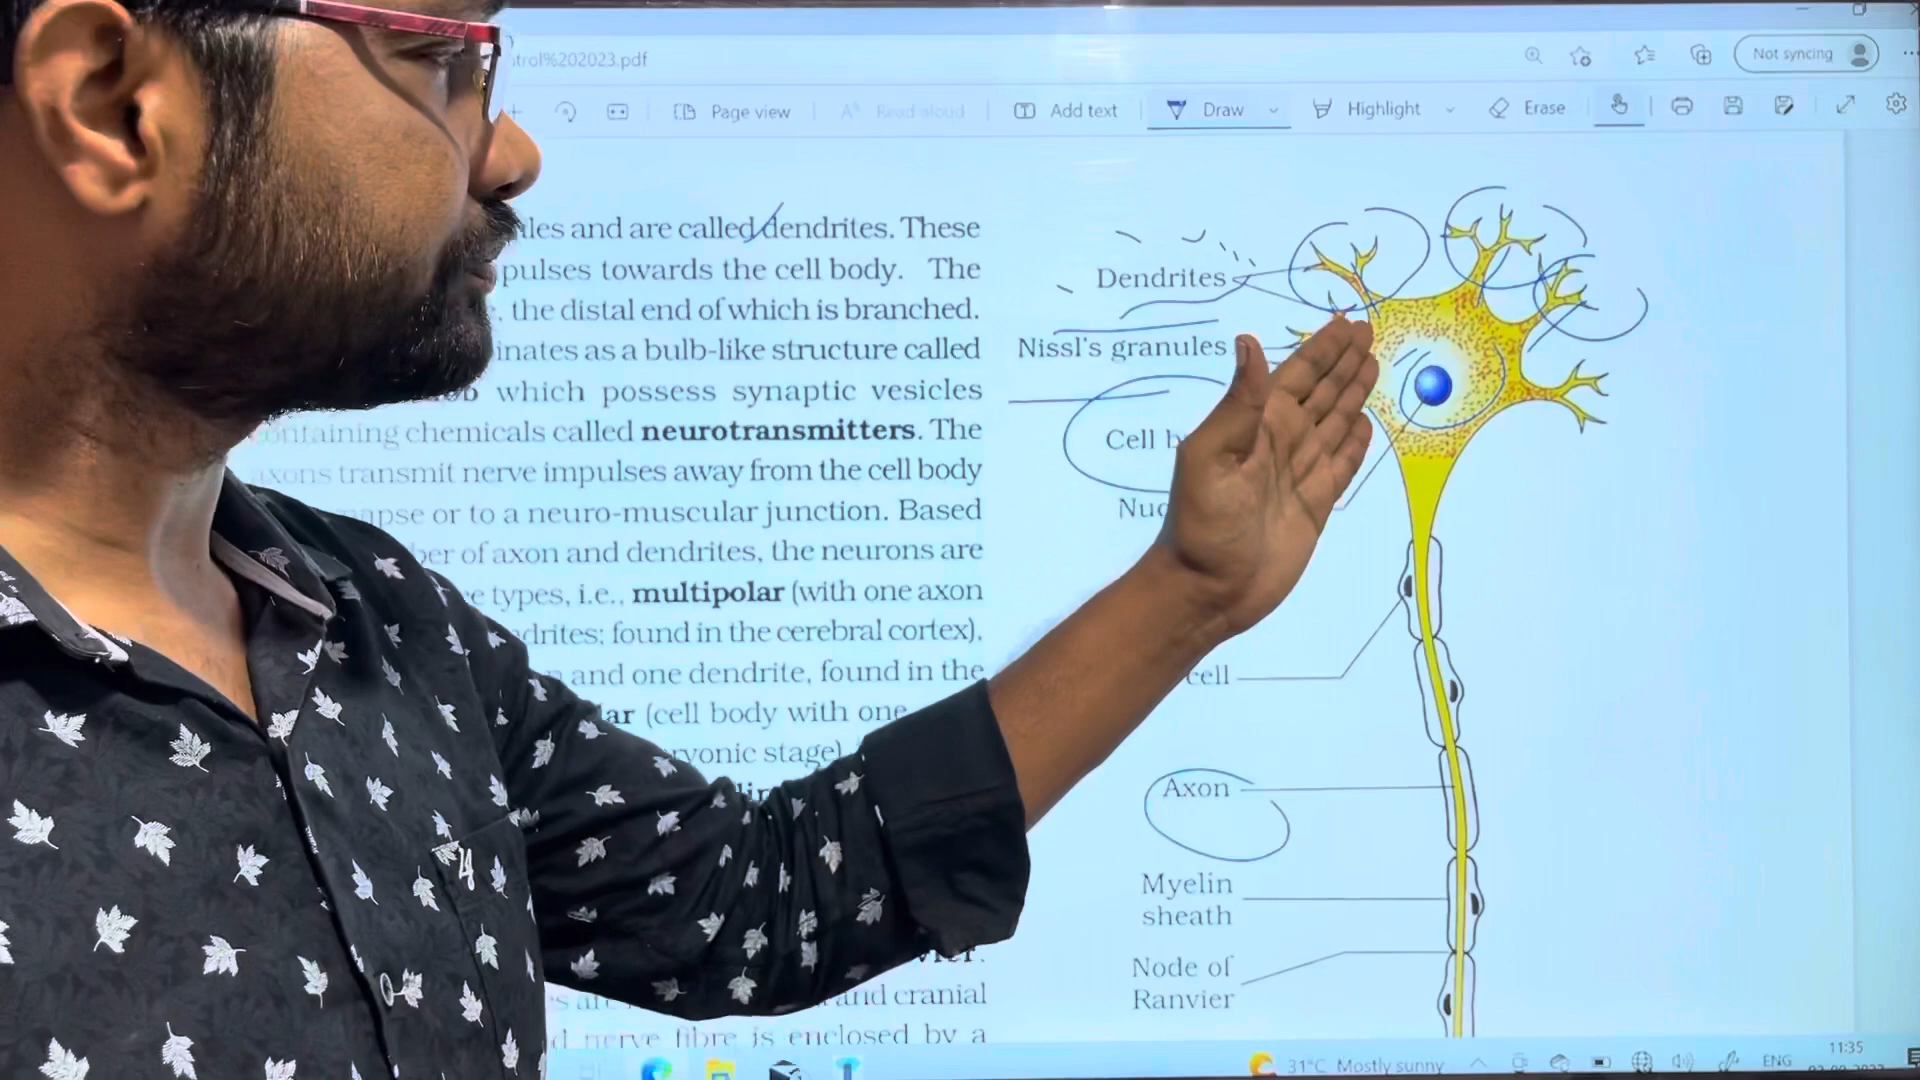 trol%202023.pdf
Not syncing
Page view
Read aloud
Add text
Draw
Highlight
Erase
and are called dendrites. These
pulses towards the cell body. The
the distal end of which is branched.
inates as a bulb-like structure called
which possess synaptic vesicles
containing chemicals called neurotransmitters. The
axons transmit nerve impulses away from the cell body
or to a neuro-muscular junction. Based
of axon and dendrites, the neurons are
types, i.e., multipolar (with one axon
drites; found in the cerebral cortex),
and one dendrite, found in the
ar (cell body with one
ryonic stage)
and cranial
nerve fibre is enclosed by a
Dendrites
Nissl's granules
Cell b
Nuc
cell
Axon
Myelin
sheath
Node of
Ranvier
31°C Mostly sunny
ENG
11:35